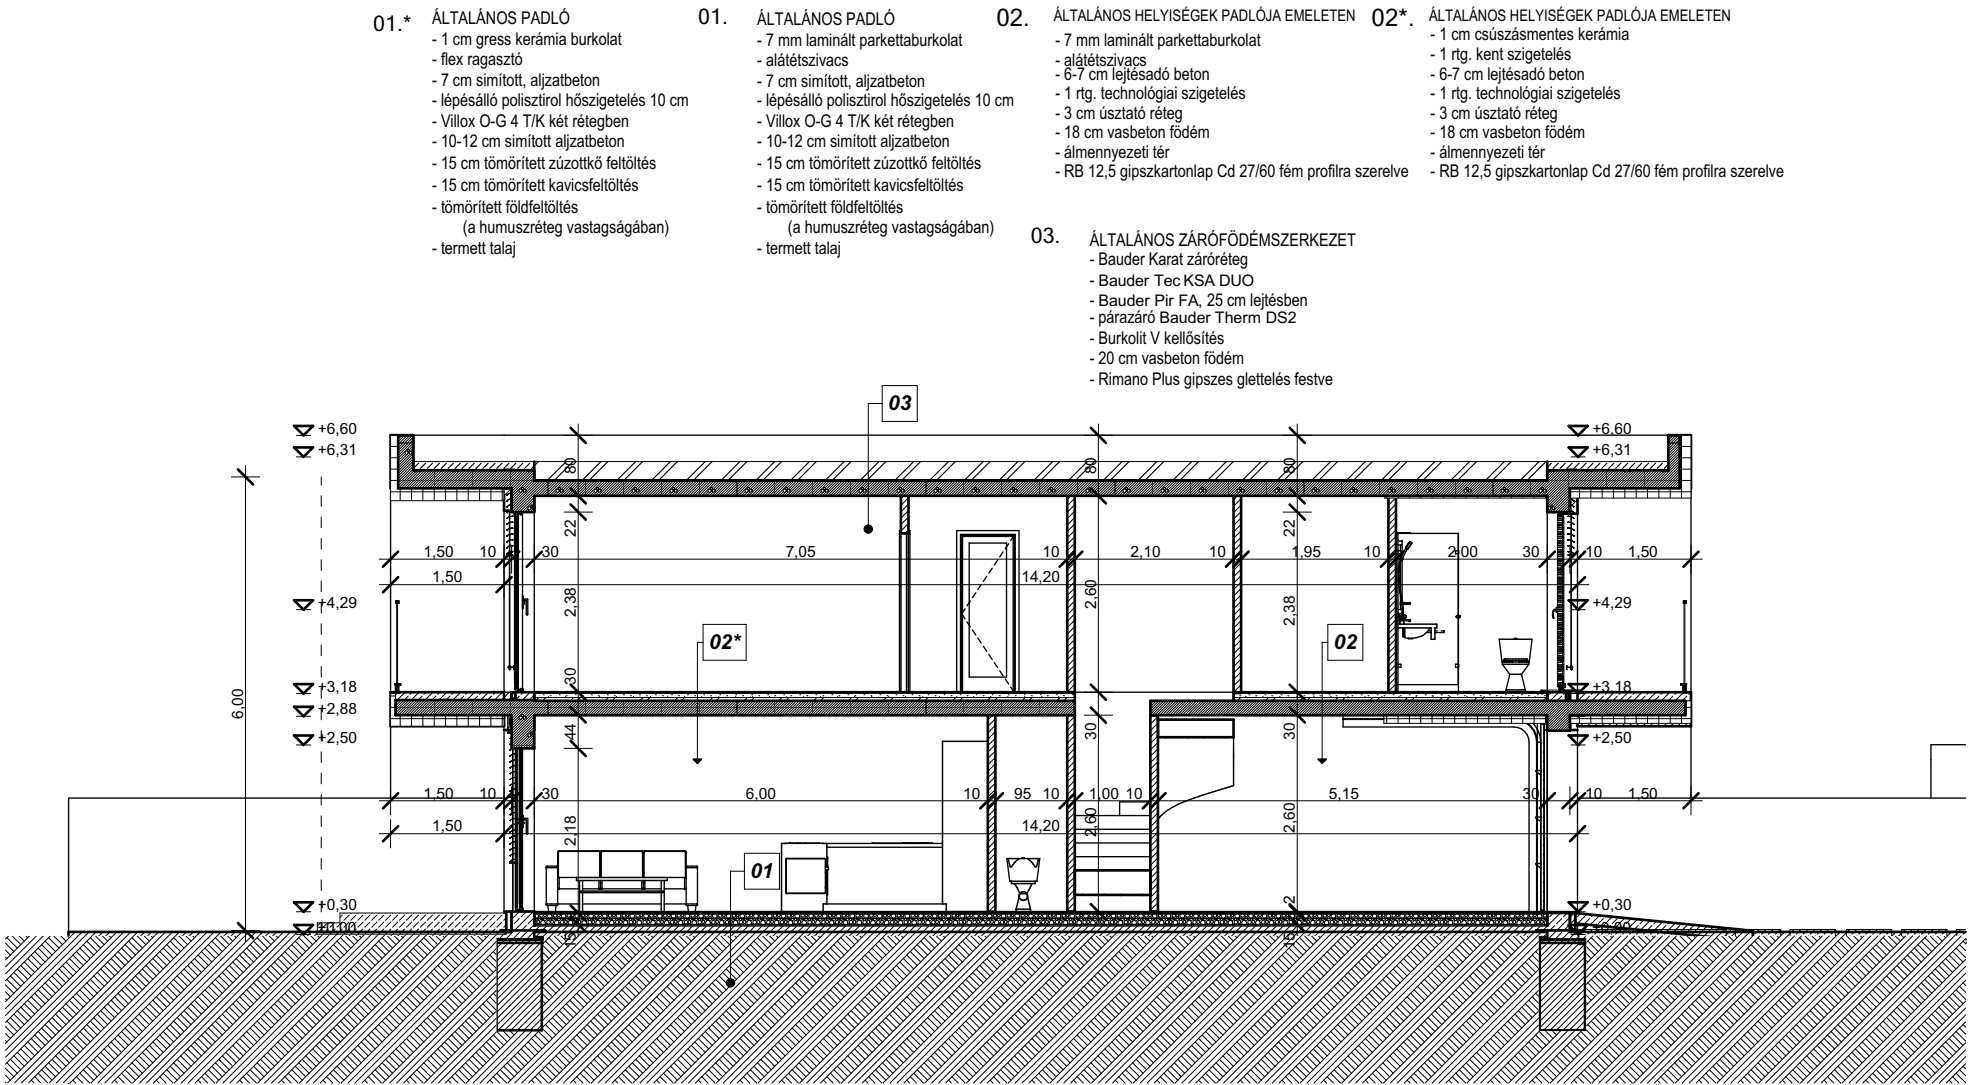 01.*
ÁLTALÁNOS PADLÓ
- 1 cm gress kerámia burkolat
- flex ragasztó
- 7 cm simított, aljzatbeton
- lépésálló polisztirol hőszigetelés 10 cm
- Villox O-G 4 T/K két rétegben
- 10-12 cm simított aljzatbeton
- 15 cm tömörített zúzottkő feltöltés
- 15 cm tömörített kavicsfeltöltés
- tömörített földfeltöltés
(a humuszréteg vastagságában)
- termett talaj
01.
ÁLTALÁNOS PADLÓ
- 7 mm laminált parkettaburkolat
- alátétszivacs
- 7 cm simított, aljzatbeton
- lépésálló polisztirol hőszigetelés 10 cm
- Villox O-G 4 T/K két rétegben
- 10-12 cm simított aljzatbeton
- 15 cm tömörített zúzottkő feltöltés
- 15 cm tömörített kavicsfeltöltés
- tömörített földfeltöltés
(a humuszréteg vastagságában)
- termett talaj
02.
ÁLTALÁNOS HELYISÉGEK PADLÓJA EMELETEN
- 7 mm laminált parkettaburkolat
- alátétszivacs
- 6-7 cm lejtésadó beton
- 1 rtg. technológiai szigetelés
- 3 cm úsztató réteg
- 18 cm vasbeton födém
- álmennyezeti tér
- RB 12,5 gipszkartonlap Cd 27/60 fém profilra szerelve
02*.
ÁLTALÁNOS HELYISÉGEK PADLÓJA EMELETEN
- 1 cm csúszásmentes kerámia
- 1 rtg. kent szigetelés
- 6-7 cm lejtésadó beton
- 1 rtg. technológiai szigetelés
- 3 cm úsztató réteg
- 18 cm vasbeton födém
- álmennyezeti tér
- RB 12,5 gipszkartonlap Cd 27/60 fém profilra szerelve
03.
ÁLTALÁNOS ZÁRÓFÖDÉMSZERKEZET
- Bauder Karat záróréteg
- Bauder Tec KSA DUO
- Bauder Pir FA, 25 cm lejtésben
- párazáró Bauder Therm DS2
- Burkolit V kellősítés
- 20 cm vasbeton födém
- Rimano Plus gipszes glettelés festve
03
+6,60
+6,31
+6,60
+6,31
80
80
80
22
22
1,50 10 30 7,05 10 2,10 10 1,95 10 2,00 30 10 1,50
1,50 14,20
+4,29
2,38
2,60
2,38
+4,29
02*
02
+3,18
30
+3,18
+2,88
6,00
+2,50
44
30
30
+2,50
1,50 10 30 6,00 10 95 10 1,00 10 5,15 30 10 1,50
1,50 14,20
2,18
2,60
2,60
01
+0,30
2
+0,30
±0,00
15
15